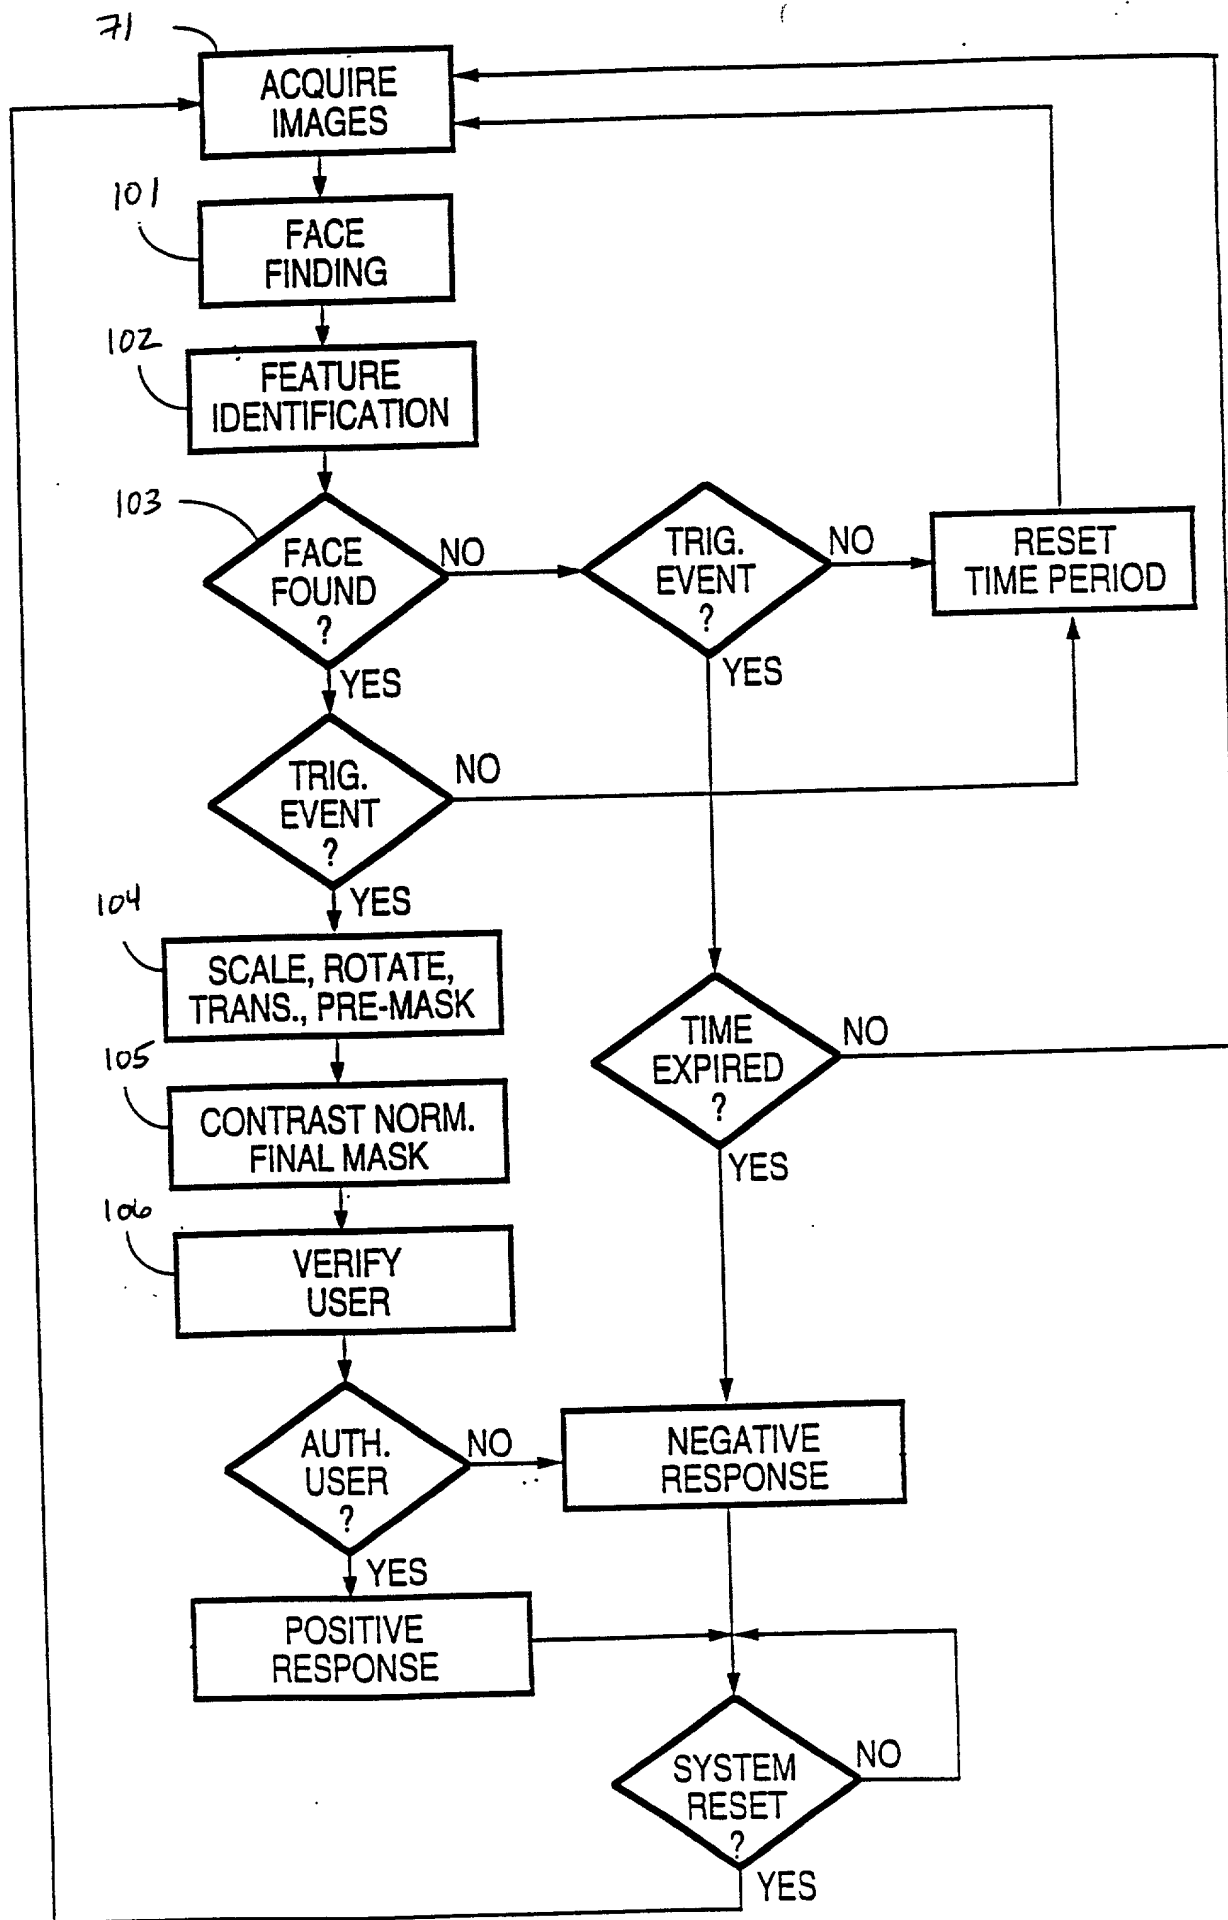 71
ACQUIRE
IMAGES
101
FACE
FINDING
102
FEATURE
IDENTIFICATION
103
FACE
FOUND
?
NO
TRIG.
EVENT
?
NO
RESET
TIME PERIOD
YES
YES
TRIG.
EVENT
?
NO
YES
104
SCALE, ROTATE,
TRANS., PRE-MASK
TIME
EXPIRED
?
NO
105
CONTRAST NORM.
FINAL MASK
YES
106
VERIFY
USER
AUTH.
USER
?
NO
NEGATIVE
RESPONSE
YES
POSITIVE
RESPONSE
SYSTEM
RESET
?
NO
YES